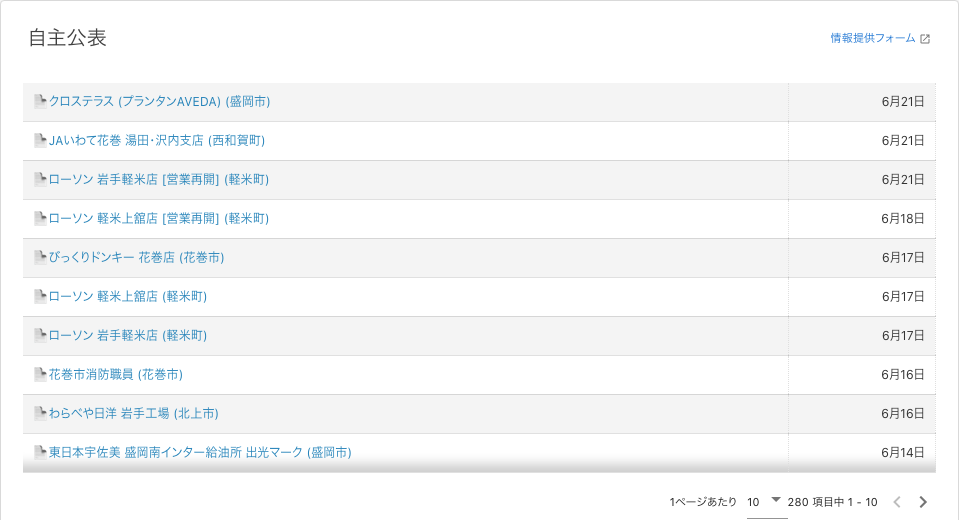 自主公表
情報提供フォーム
クロステラス (プランタンAVEDA) (盛岡市) 6月21日
JAいわて花巻 湯田・沢内支店 (西和賀町) 6月21日
ローソン 岩手軽米店 [営業再開] (軽米町) 6月21日
ローソン 軽米上舘店 [営業再開] (軽米町) 6月18日
びっくりドンキー 花巻店 (花巻市) 6月17日
ローソン 軽米上舘店 (軽米町) 6月17日
ローソン 岩手軽米店 (軽米町) 6月17日
花巻市消防職員 (花巻市) 6月16日
わらべや日洋 岩手工場 (北上市) 6月16日
東日本宇佐美 盛岡南インター給油所 出光マーク (盛岡市) 6月14日
1ページあたり 10 280 項目中 1 - 10